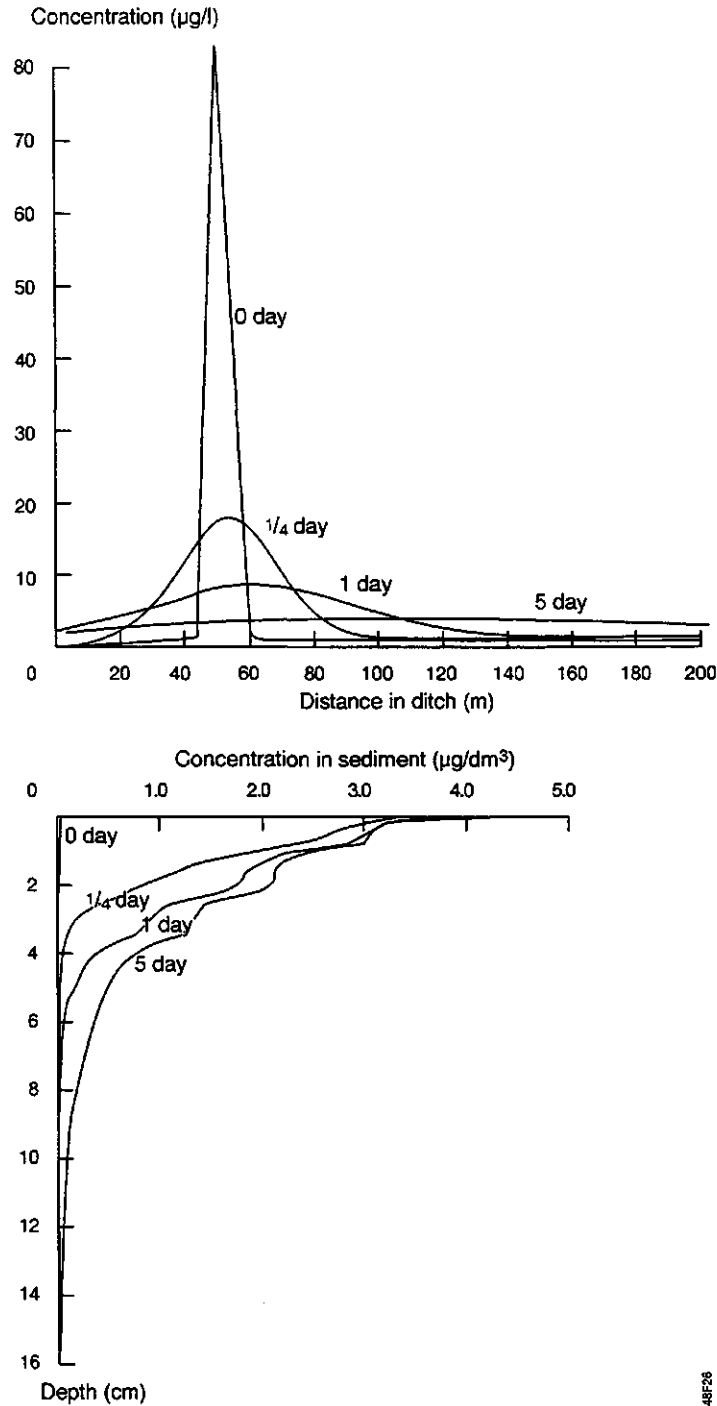 Concentration (µg/l)
80
70
60
50
40
30
20
10
0 day
1/4 day
1 day
5 day
0 20 40 60 80 100 120 140 160 180 200
Distance in ditch (m)
Concentration in sediment (µg/dm³)
0 1.0 2.0 3.0 4.0 5.0
0 day
2
1/4 day
1 day
4
5 day
6
8
10
12
14
16
Depth (cm)
48F26